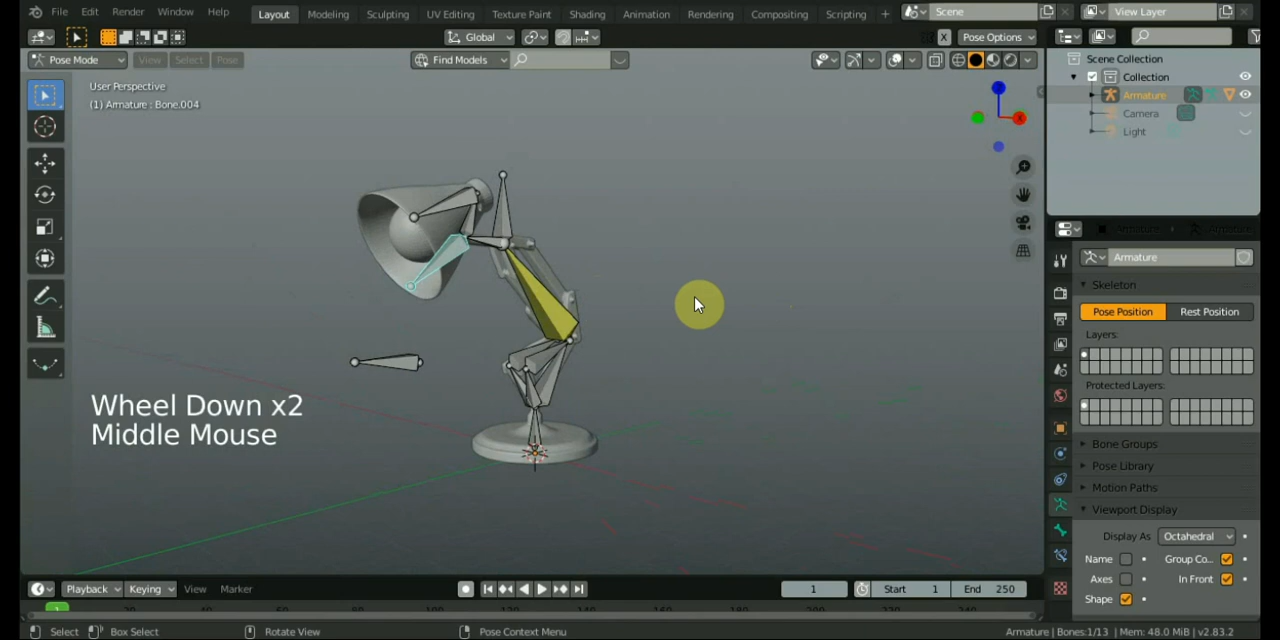 File Edit Render Window Help Layout Modeling Sculpting UV Editing Texture Paint Shading Animation Rendering Compositing Scripting + Scene View Layer
Global X Pose Options
Pose Mode View Select Pose Find Models
User Perspective
(1) Armature : Bone.004
Scene Collection
Collection
Armature
Camera
Light
Armature
Skeleton
Pose Position Rest Position
Layers:
Protected Layers:
Bone Groups
Pose Library
Motion Paths
Viewport Display
Display As Octahedral
Name Group Co...
Axes In Front
Shape
Wheel Down x2
Middle Mouse
Playback Keying View Marker 1 Start 1 End 250
Select Box Select Rotate View Pose Context Menu Armature | Bones:1/13 | Mem: 48.0 MiB | v2.83.2